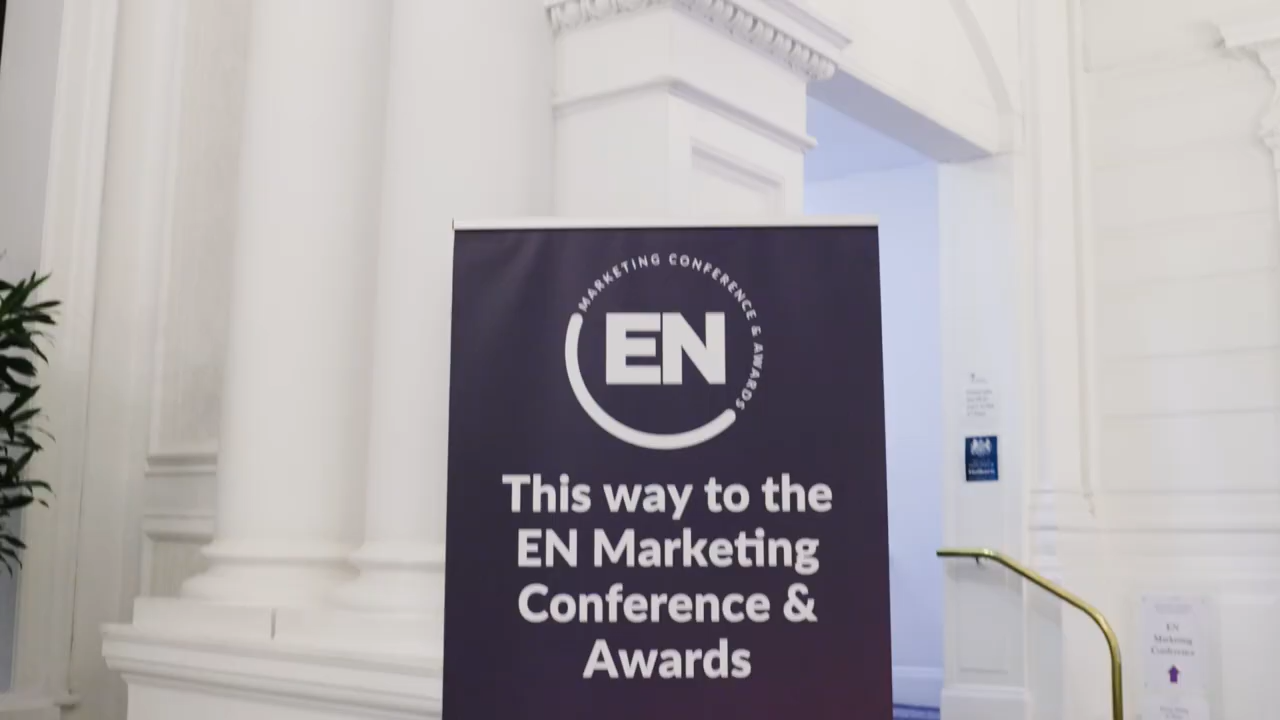 MARKETING CONFERENCE & AWARDS
EN
This way to the
EN Marketing
Conference &
Awards
EN
Marketing
Conference